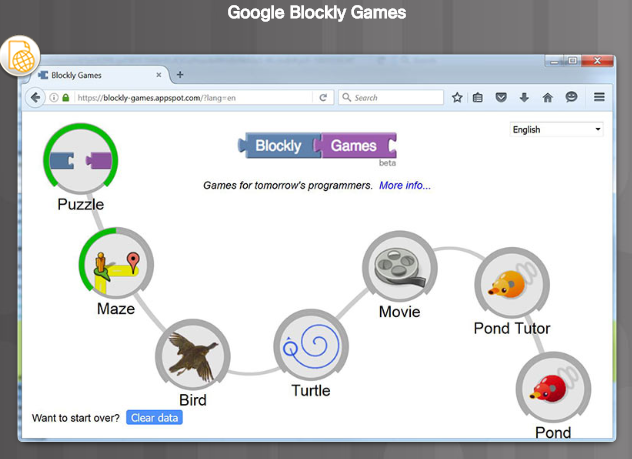 Google Blockly Games
Blockly Games
https://blockly-games.appspot.com/?lang=en
Search
English
Blockly Games
beta
Games for tomorrow's programmers. More info...
Puzzle
Maze
Bird
Turtle
Movie
Pond Tutor
Pond
Want to start over? Clear data